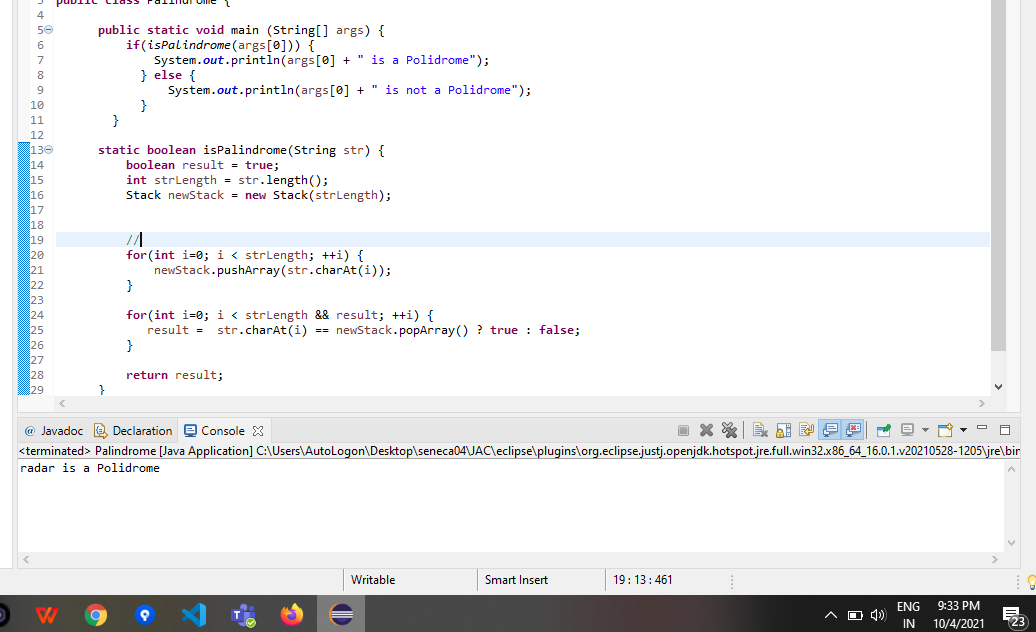 3 public class Palindrome {
4
5 public static void main (String[] args) {
6 if(isPalindrome(args[0])) {
7 System.out.println(args[0] + " is a Polidrome");
8 } else {
9 System.out.println(args[0] + " is not a Polidrome");
10 }
11 }
12
13 static boolean isPalindrome(String str) {
14 boolean result = true;
15 int strLength = str.length();
16 Stack newStack = new Stack(strLength);
17
18
19 //
20 for(int i=0; i < strLength; ++i) {
21 newStack.pushArray(str.charAt(i));
22 }
23
24 for(int i=0; i < strLength && result; ++i) {
25 result =  str.charAt(i) == newStack.popArray() ? true : false;
26 }
27
28 return result;
29 }
@ Javadoc Declaration Console
<terminated> Palindrome [Java Application] C:\Users\AutoLogon\Desktop\seneca04\JAC\eclipse\plugins\org.eclipse.justj.openjdk.hotspot.jre.full.win32.x86_64_16.0.1.v20210528-1205\jre\bin
radar is a Polidrome
Writable Smart Insert 19 : 13 : 461
ENG 9:33 PM
IN 10/4/2021 23